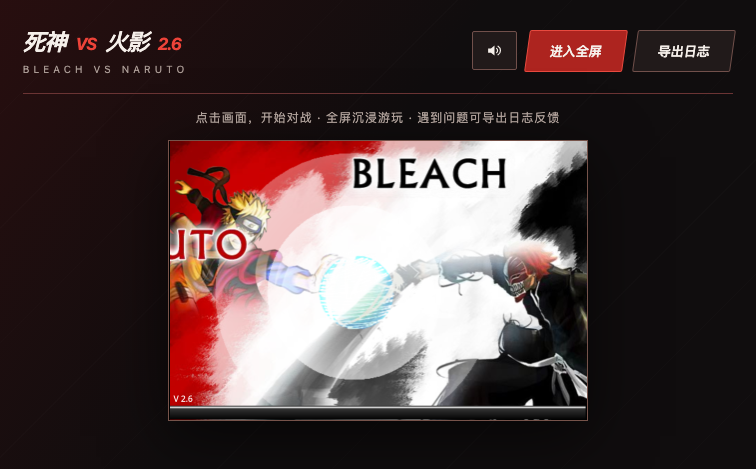 死神 VS 火影 2.6
BLEACH VS NARUTO
进入全屏
导出日志
点击画面，开始对战 · 全屏沉浸游玩 · 遇到问题可导出日志反馈
BLEACH
UTO
V 2.6